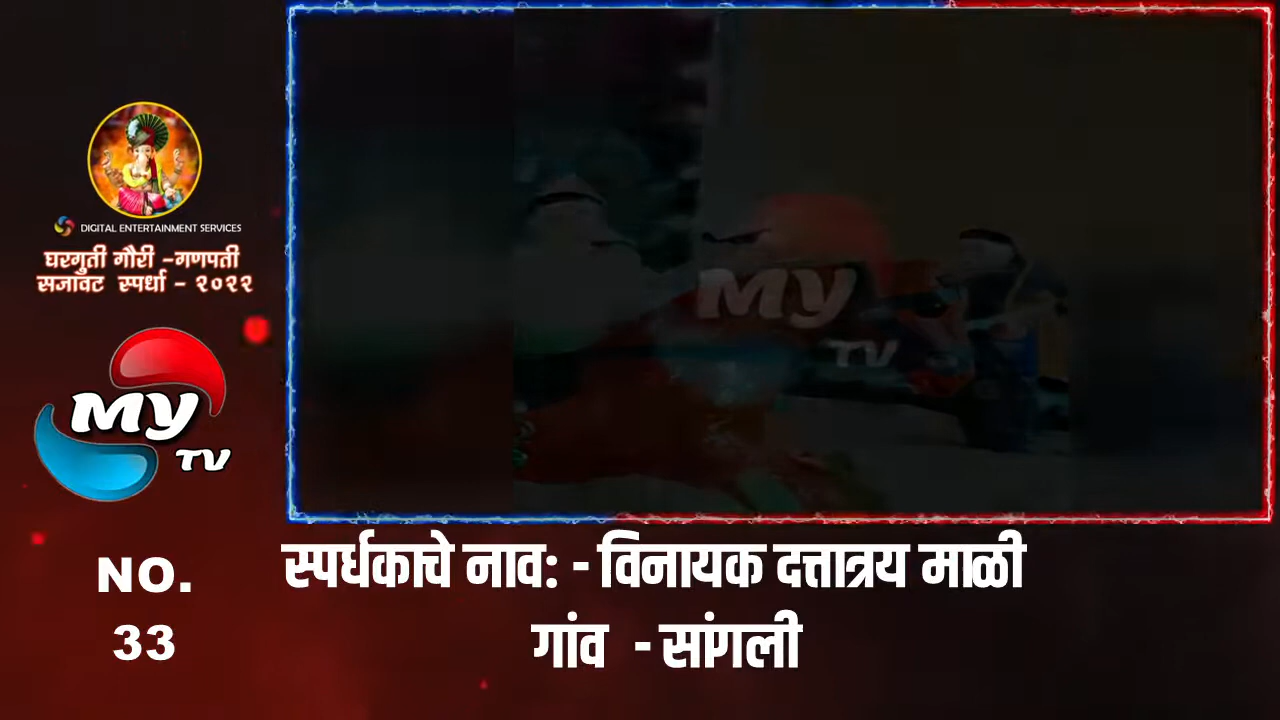 DIGITAL ENTERTAINMENT SERVICES
घरगुती गौरी -गणपती
सजावट स्पर्धा - २०२२
My
TV
My
TV
NO.
33
स्पर्धकाचे नाव: - विनायक दत्तात्रय माळी
गांव - सांगली